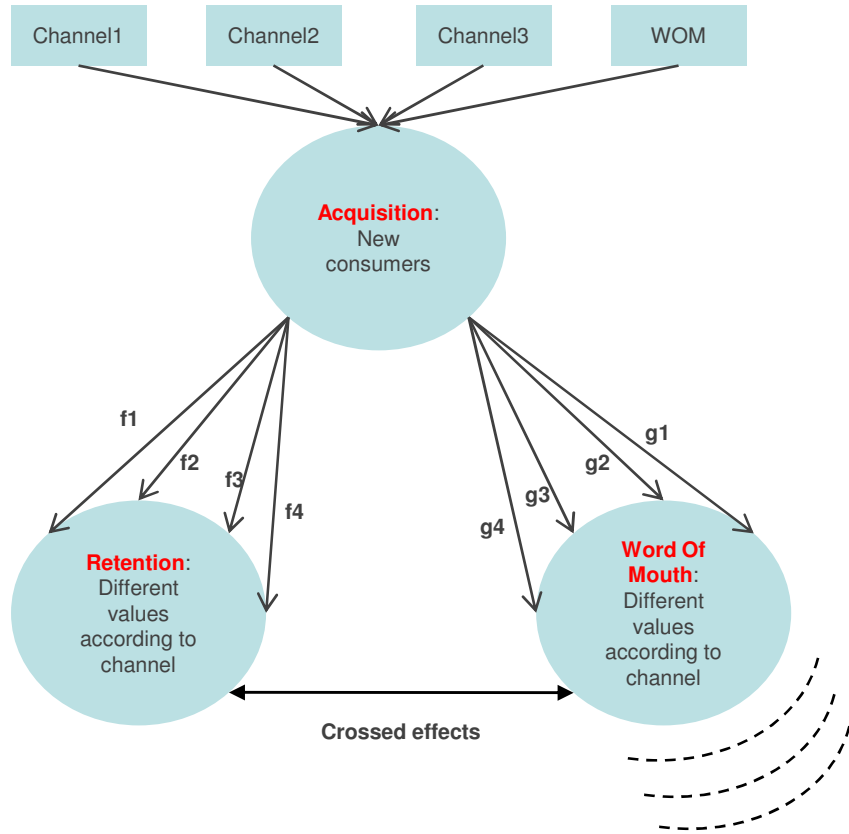 Channel1
Channel2
Channel3
WOM
Acquisition:
New
consumers
f1
f2
f3
f4
g1
g2
g3
g4
Retention:
Different
values
according to
channel
Word Of
Mouth:
Different
values
according to
channel
Crossed effects